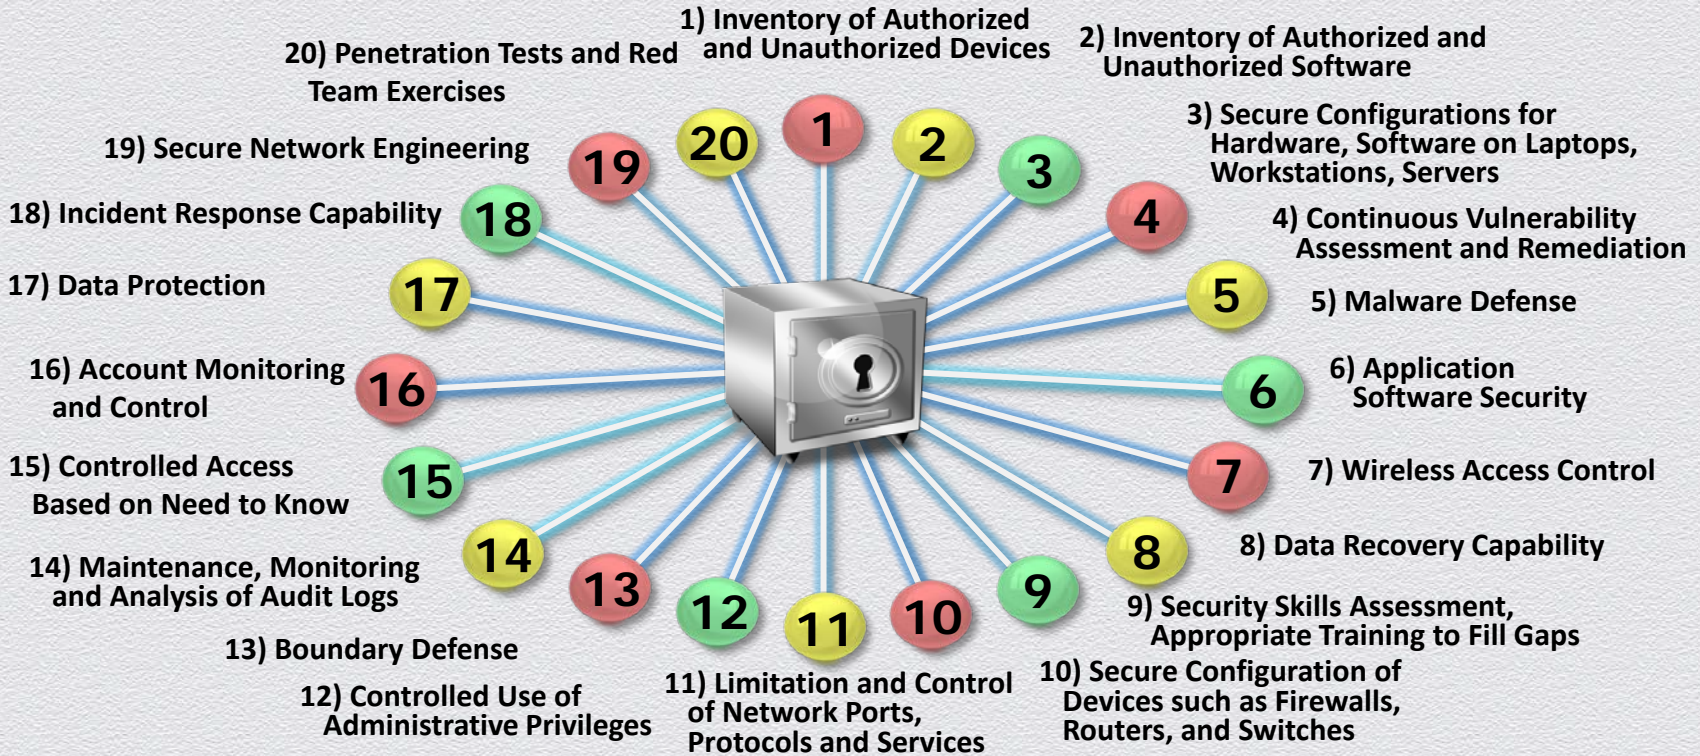 1) Inventory of Authorized
and Unauthorized Devices
2) Inventory of Authorized and
Unauthorized Software
3) Secure Configurations for
Hardware, Software on Laptops,
Workstations, Servers
4) Continuous Vulnerability
Assessment and Remediation
5) Malware Defense
6) Application
Software Security
7) Wireless Access Control
8) Data Recovery Capability
9) Security Skills Assessment,
Appropriate Training to Fill Gaps
10) Secure Configuration of
Devices such as Firewalls,
Routers, and Switches
11) Limitation and Control
of Network Ports,
Protocols and Services
12) Controlled Use of
Administrative Privileges
13) Boundary Defense
14) Maintenance, Monitoring
and Analysis of Audit Logs
15) Controlled Access
Based on Need to Know
16) Account Monitoring
and Control
17) Data Protection
18) Incident Response Capability
19) Secure Network Engineering
20) Penetration Tests and Red
Team Exercises
1
2
3
4
5
6
7
8
9
10
11
12
13
14
15
16
17
18
19
20